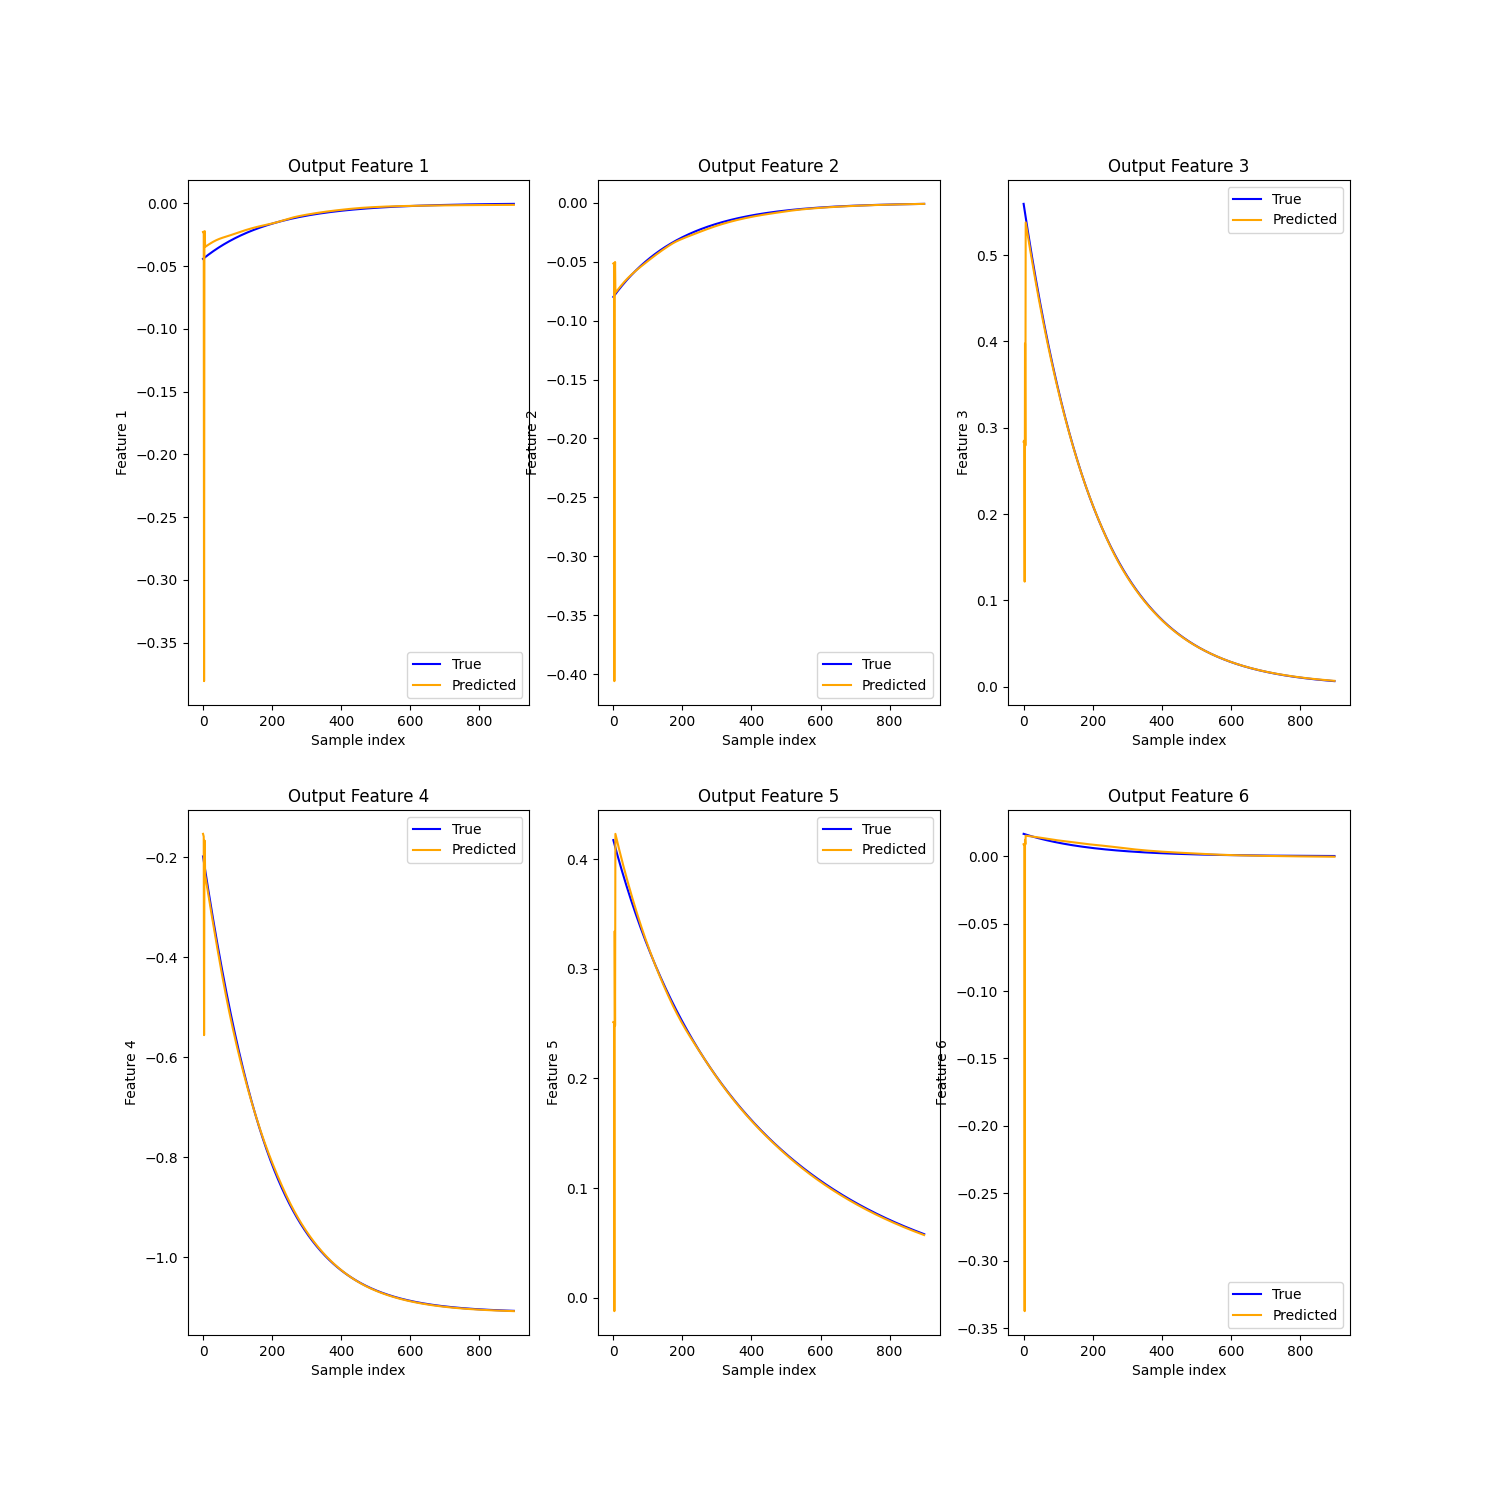 Output Feature 1
0.00
−0.05
−0.10
−0.15
−0.20
−0.25
−0.30
−0.35
Feature 1
True
Predicted
0 200 400 600 800
Sample index
Output Feature 2
0.00
−0.05
−0.10
−0.15
−0.20
−0.25
−0.30
−0.35
−0.40
Feature 2
True
Predicted
0 200 400 600 800
Sample index
Output Feature 3
True
Predicted
0.5
0.4
0.3
0.2
0.1
0.0
Feature 3
0 200 400 600 800
Sample index
Output Feature 4
True
Predicted
−0.2
−0.4
−0.6
−0.8
−1.0
Feature 4
0 200 400 600 800
Sample index
Output Feature 5
True
Predicted
0.4
0.3
0.2
0.1
0.0
Feature 5
0 200 400 600 800
Sample index
Output Feature 6
0.00
−0.05
−0.10
−0.15
−0.20
−0.25
−0.30
−0.35
Feature 6
True
Predicted
0 200 400 600 800
Sample index